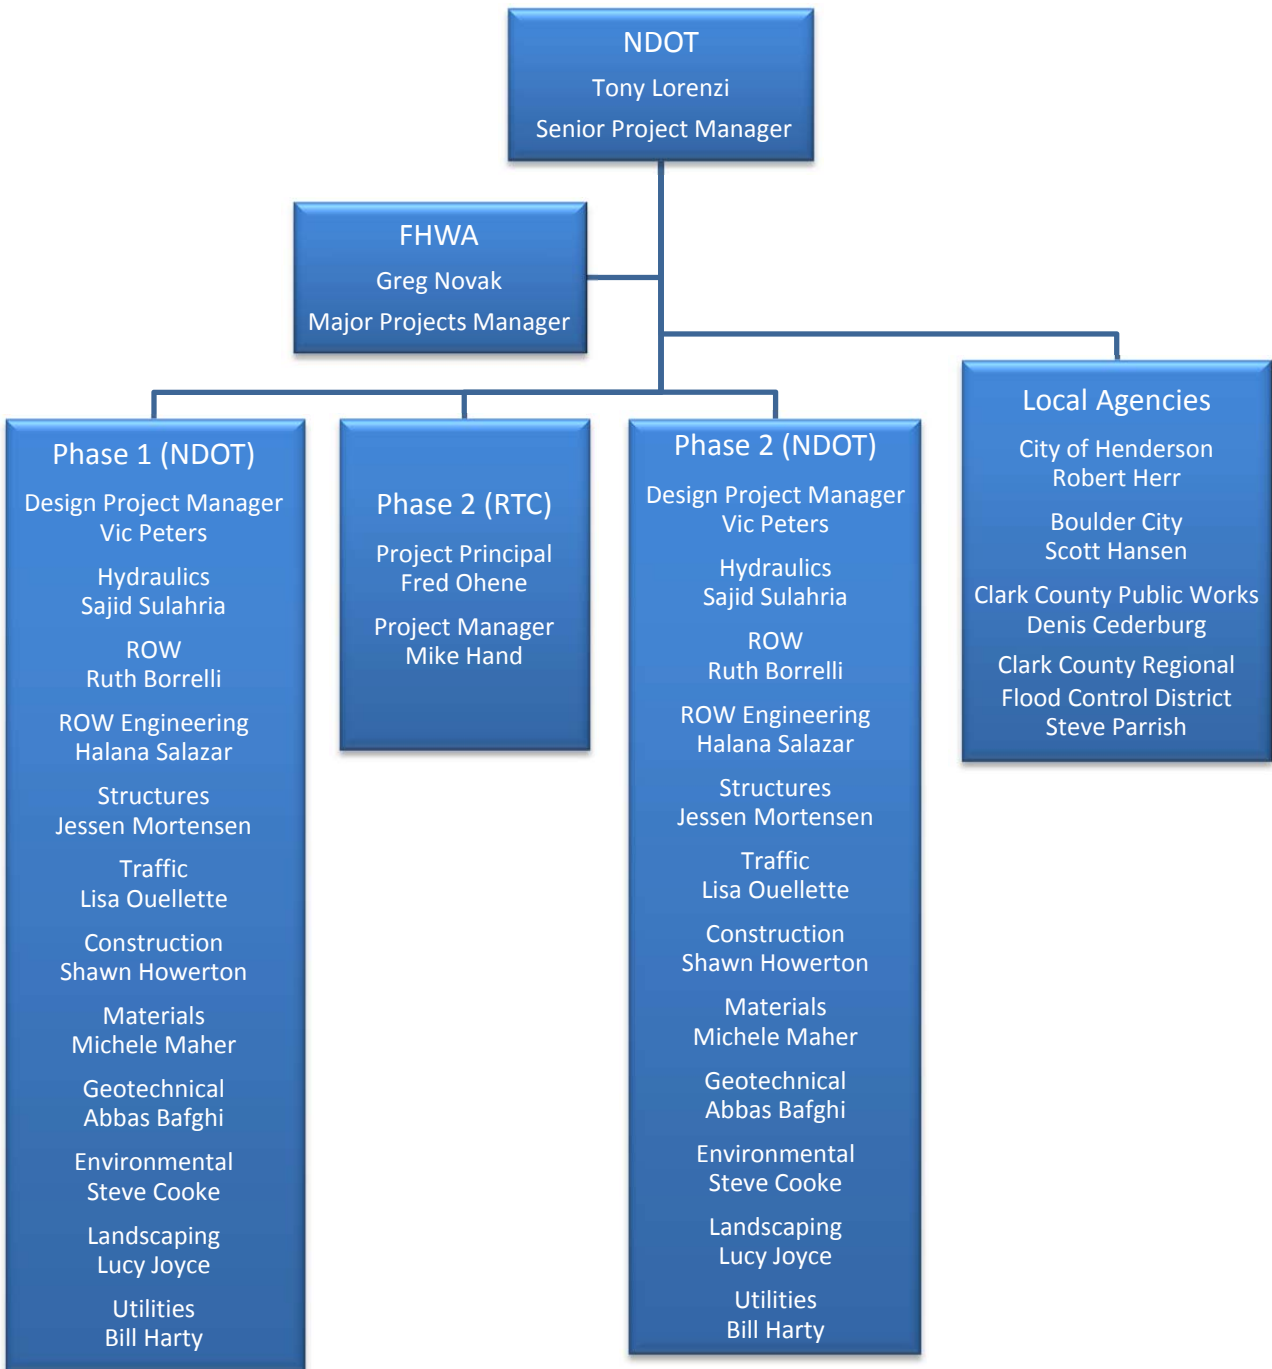 NDOT
Tony Lorenzi
Senior Project Manager
FHWA
Greg Novak
Major Projects Manager
Phase 1 (NDOT)
Design Project Manager
Vic Peters
Hydraulics
Sajid Sulahria
ROW
Ruth Borrelli
ROW Engineering
Halana Salazar
Structures
Jessen Mortensen
Traffic
Lisa Ouellette
Construction
Shawn Howerton
Materials
Michele Maher
Geotechnical
Abbas Bafghi
Environmental
Steve Cooke
Landscaping
Lucy Joyce
Utilities
Bill Harty
Phase 2 (RTC)
Project Principal
Fred Ohene
Project Manager
Mike Hand
Phase 2 (NDOT)
Design Project Manager
Vic Peters
Hydraulics
Sajid Sulahria
ROW
Ruth Borrelli
ROW Engineering
Halana Salazar
Structures
Jessen Mortensen
Traffic
Lisa Ouellette
Construction
Shawn Howerton
Materials
Michele Maher
Geotechnical
Abbas Bafghi
Environmental
Steve Cooke
Landscaping
Lucy Joyce
Utilities
Bill Harty
Local Agencies
City of Henderson
Robert Herr
Boulder City
Scott Hansen
Clark County Public Works
Denis Cederburg
Clark County Regional
Flood Control District
Steve Parrish